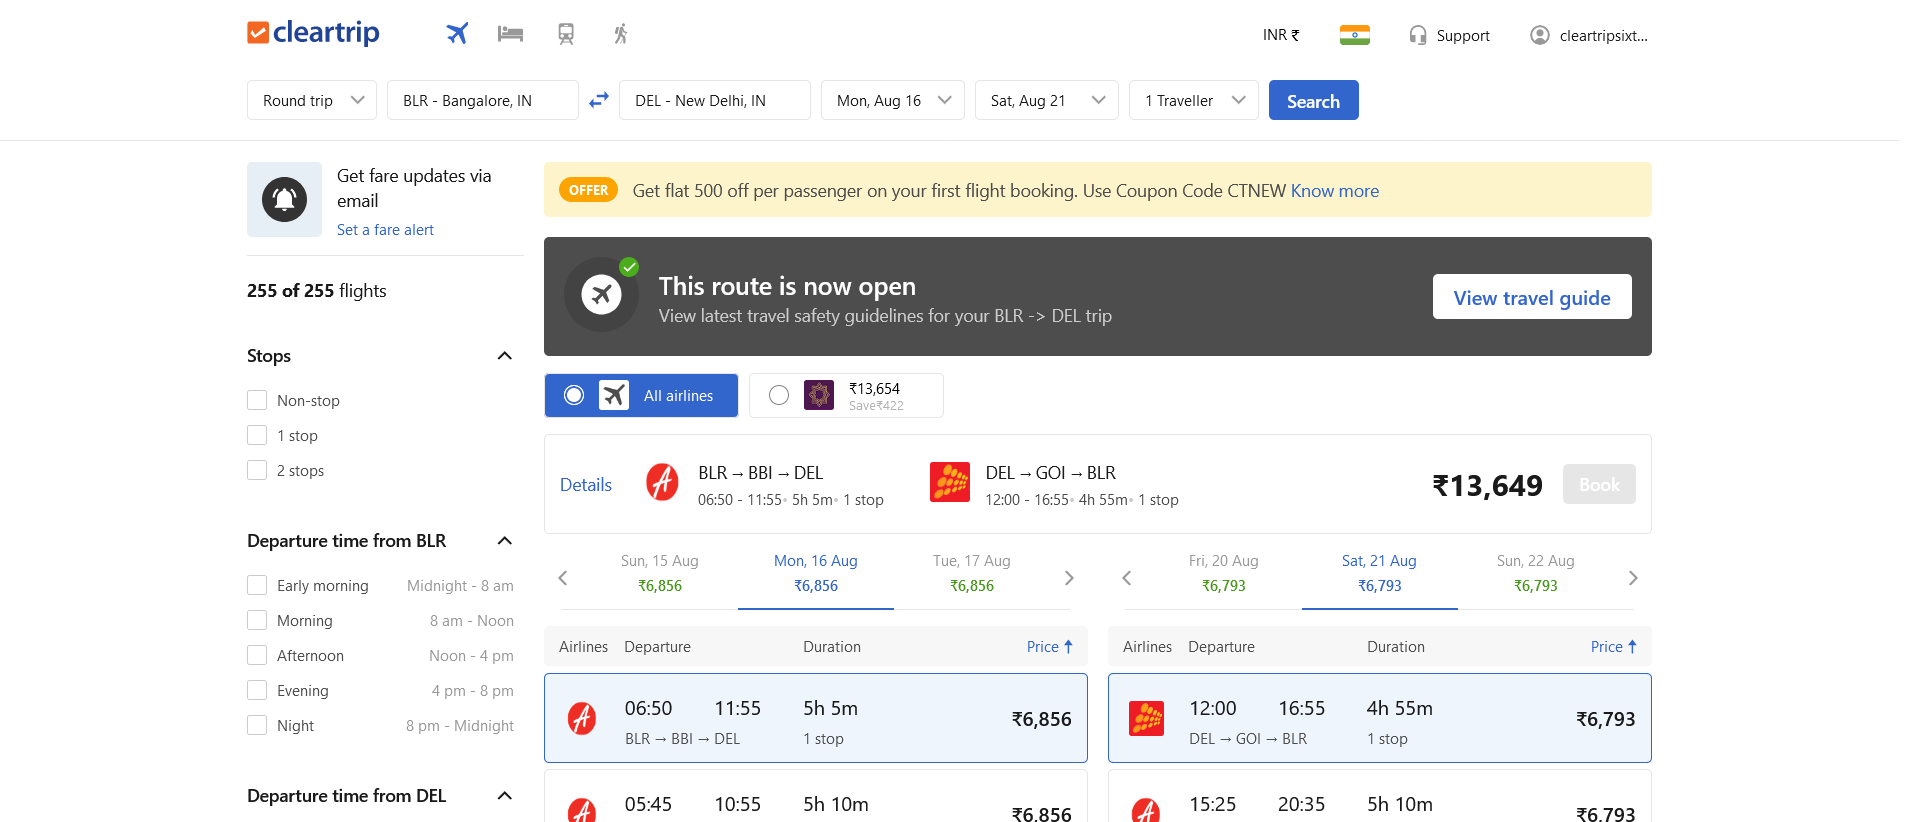 cleartrip
INR ₹
Support
cleartripsixt...
Round trip
BLR - Bangalore, IN
DEL - New Delhi, IN
Mon, Aug 16
Sat, Aug 21
1 Traveller
Search
Get fare updates via
email
Set a fare alert
255 of 255 flights
Stops
Non-stop
1 stop
2 stops
Departure time from BLR
Early morning Midnight - 8 am
Morning 8 am - Noon
Afternoon Noon - 4 pm
Evening 4 pm - 8 pm
Night 8 pm - Midnight
Departure time from DEL
OFFER Get flat 500 off per passenger on your first flight booking. Use Coupon Code CTNEW Know more
This route is now open
View latest travel safety guidelines for your BLR -> DEL trip
View travel guide
All airlines
₹13,654
Save₹422
Details
BLR → BBI → DEL
06:50 - 11:55• 5h 5m• 1 stop
DEL → GOI → BLR
12:00 - 16:55• 4h 55m• 1 stop
₹13,649
Book
Sun, 15 Aug
₹6,856
Mon, 16 Aug
₹6,856
Tue, 17 Aug
₹6,856
Fri, 20 Aug
₹6,793
Sat, 21 Aug
₹6,793
Sun, 22 Aug
₹6,793
Airlines Departure Duration Price ↑
06:50 11:55 5h 5m ₹6,856
BLR → BBI → DEL 1 stop
05:45 10:55 5h 10m ₹6,856
Airlines Departure Duration Price ↑
12:00 16:55 4h 55m ₹6,793
DEL → GOI → BLR 1 stop
15:25 20:35 5h 10m ₹6,793